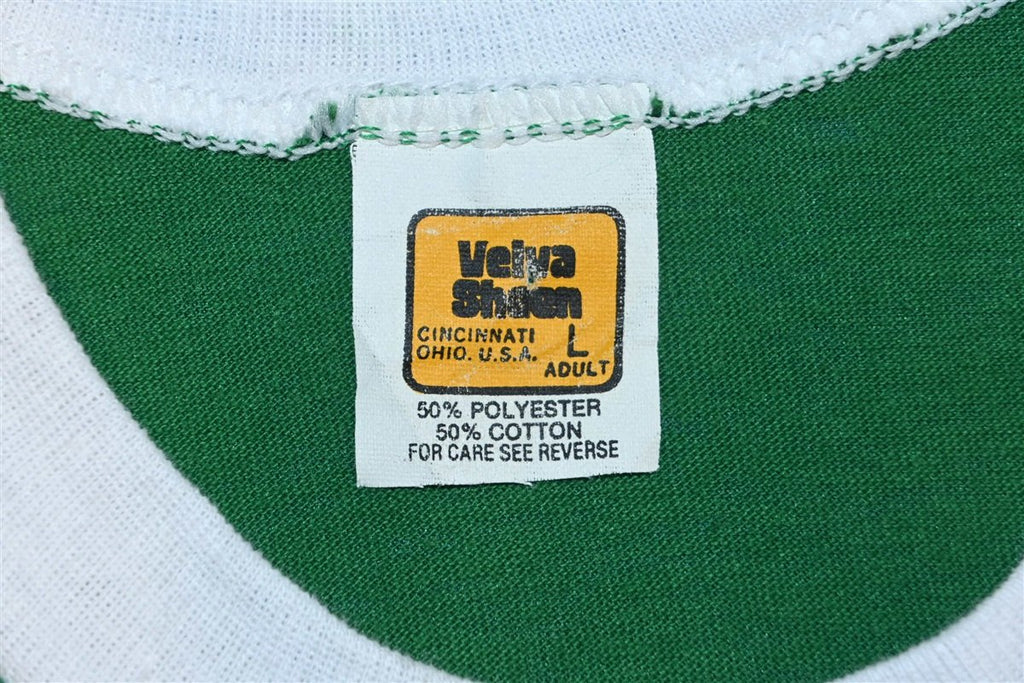 Velva
Sheen
CINCINNATI
OHIO. U.S.A. L
ADULT
50% POLYESTER
50% COTTON
FOR CARE SEE REVERSE